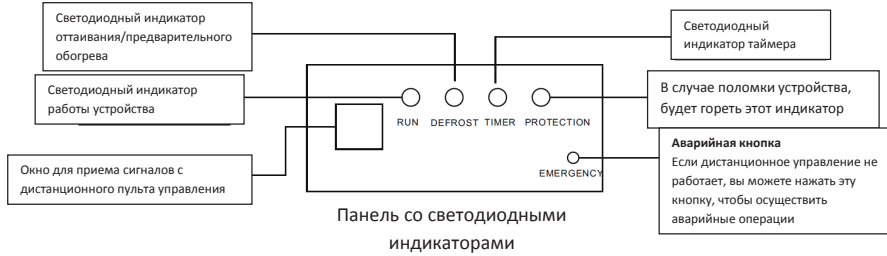 Светодиодный индикатор
оттаивания/предварительного
обогрева
Светодиодный
индикатор таймера
Светодиодный индикатор
работы устройства
В случае поломки устройства,
будет гореть этот индикатор
RUN DEFROST TIMER PROTECTION
Окно для приема сигналов с
дистанционного пульта управления
EMERGENCY
Аварийная кнопка
Если дистанционное управление не
работает, вы можете нажать эту
кнопку, чтобы осуществить
аварийные операции
Панель со светодиодными
индикаторами